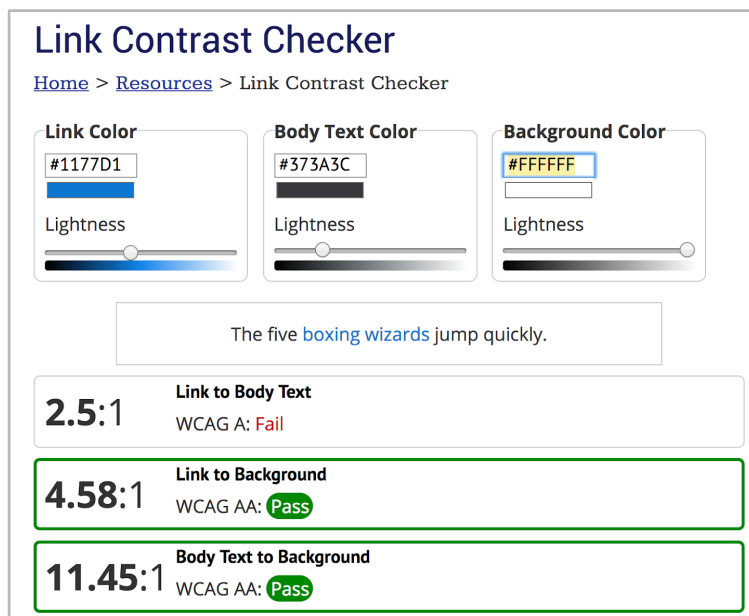 Link Contrast Checker
Home > Resources > Link Contrast Checker
Link Color
#1177D1
Lightness
Body Text Color
#373A3C
Lightness
Background Color
#FFFFFF
Lightness
The five boxing wizards jump quickly.
2.5:1
Link to Body Text
WCAG A: Fail
4.58:1
Link to Background
WCAG AA: Pass
11.45:1
Body Text to Background
WCAG AA: Pass